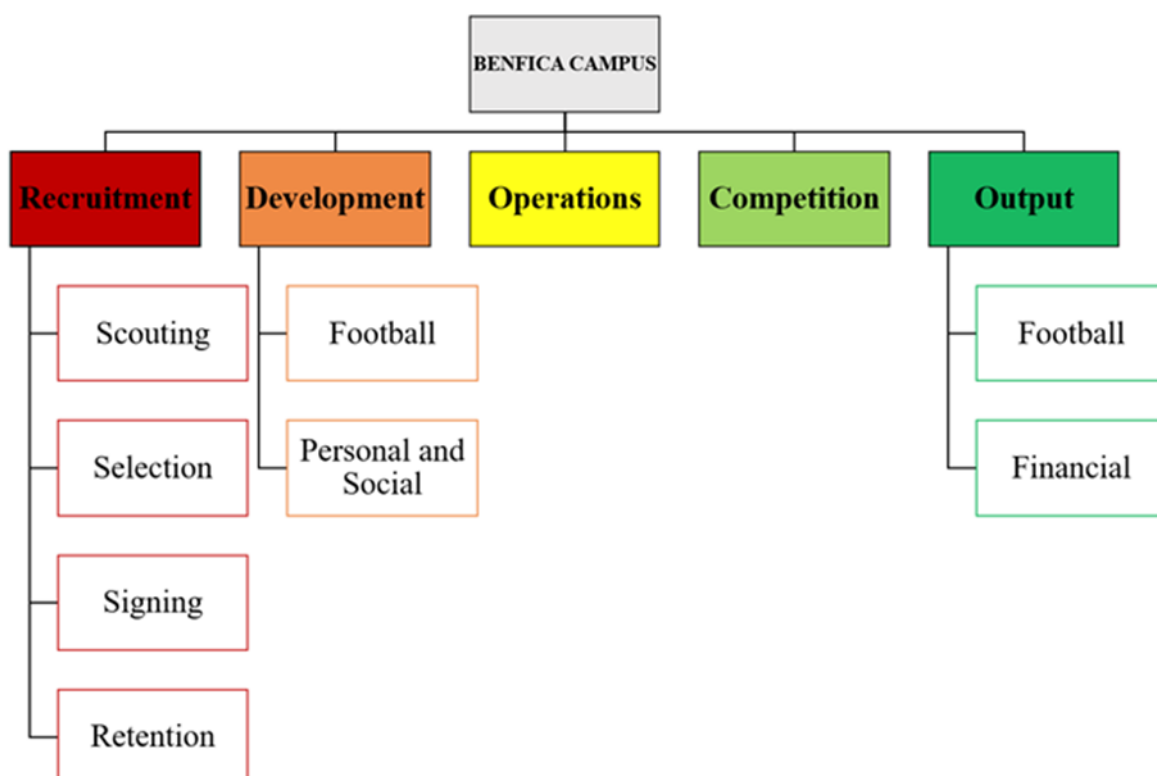 BENFICA CAMPUS
Recruitment
Development
Operations
Competition
Output
Scouting
Football
Football
Selection
Personal and
Social
Financial
Signing
Retention